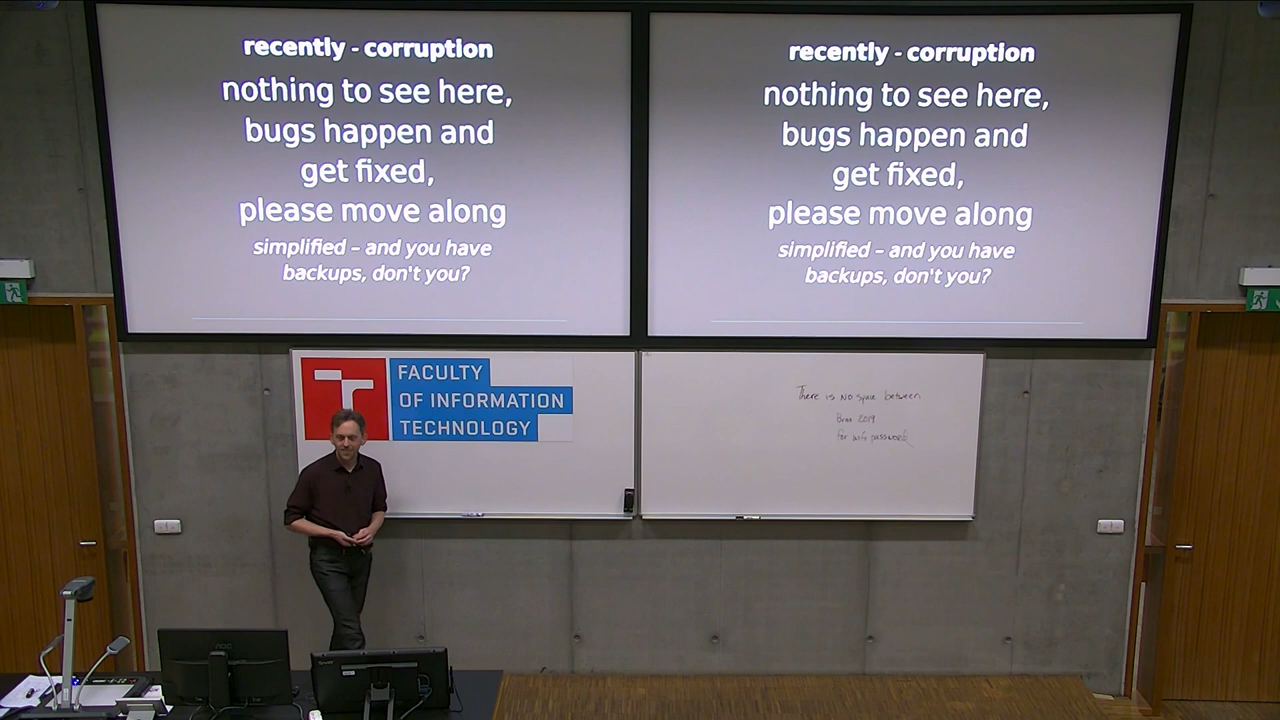 recently - corruption
nothing to see here,
bugs happen and
get fixed,
please move along
simplified – and you have
backups, don't you?
recently - corruption
nothing to see here,
bugs happen and
get fixed,
please move along
simplified – and you have
backups, don't you?
FACULTY
OF INFORMATION
TECHNOLOGY
There is NO space between
Brno 2019
for wifi password